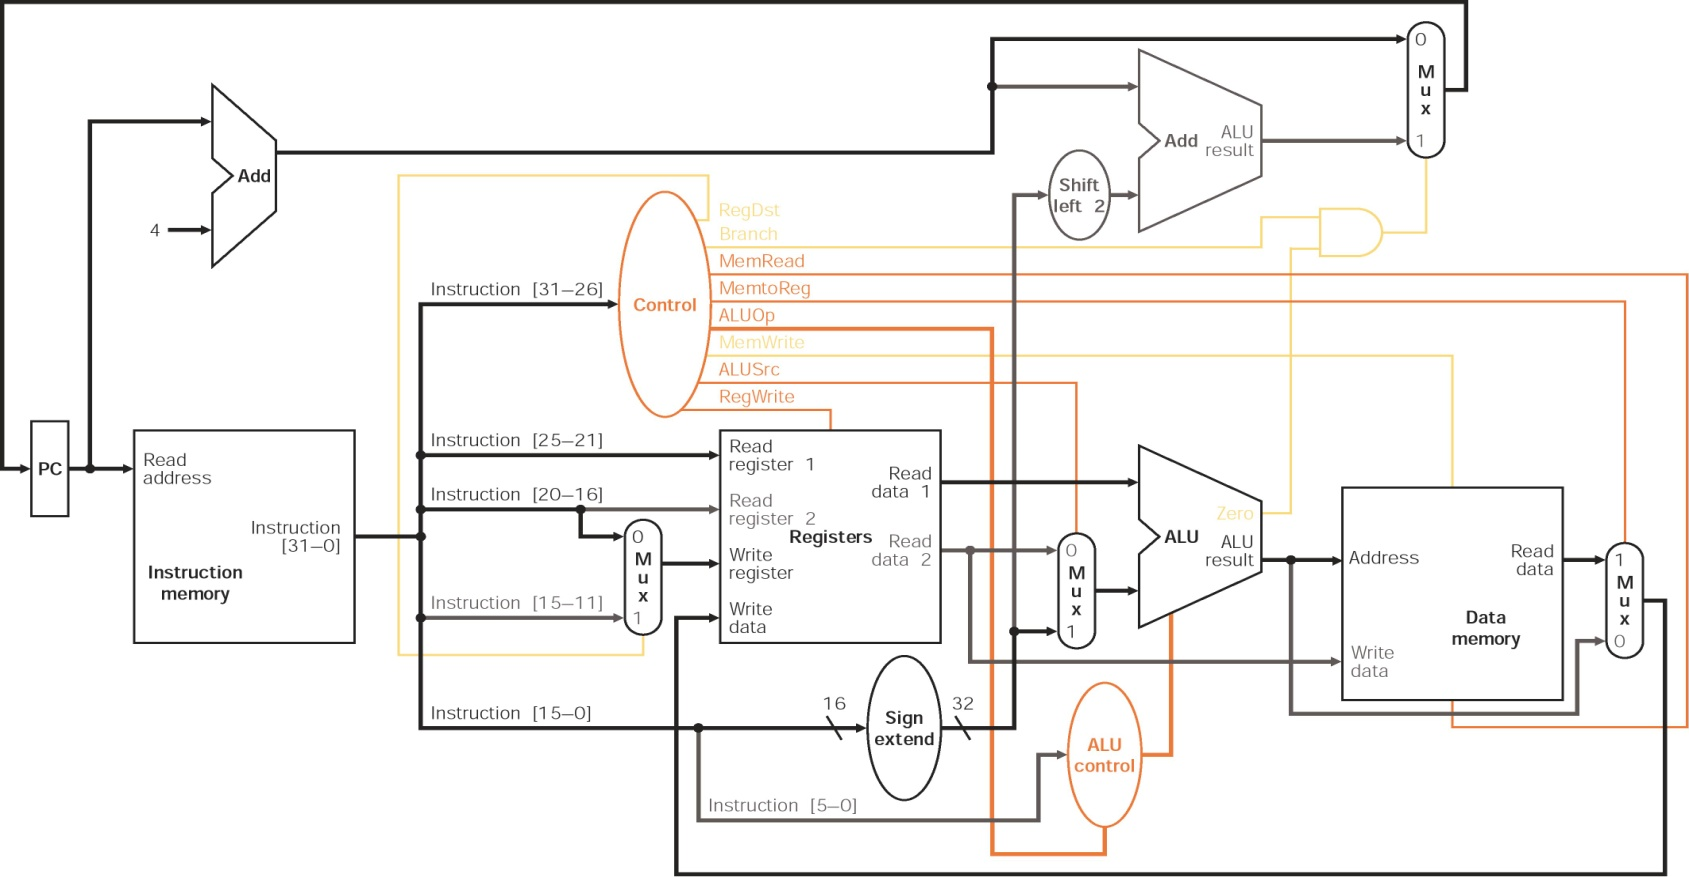 0
M
u
x
1
Add
ALU
result
Shift
left 2
Add
4
RegDst
Branch
MemRead
MemtoReg
ALUOp
MemWrite
ALUSrc
RegWrite
Control
Instruction [31–26]
Instruction [25–21]
Instruction [20–16]
Instruction [15–11]
Instruction [15–0]
Instruction [5–0]
PC
Read
address
Instruction
[31–0]
Instruction
memory
0
M
u
x
1
Read
register 1
Read
register 2
Write
register
Write
data
Registers
Read
data 1
Read
data 2
0
M
u
x
1
Zero
ALU
ALU
result
Address
Read
data
Data
memory
Write
data
1
M
u
x
0
16
Sign
extend
32
ALU
control